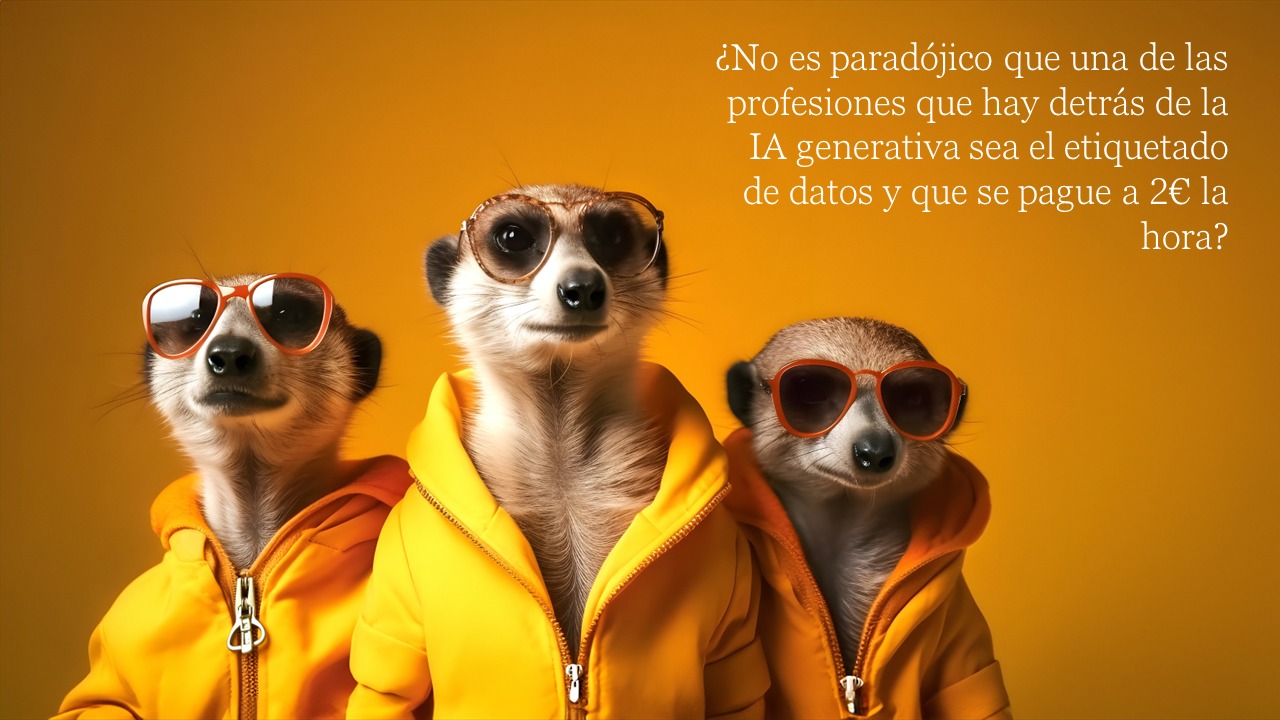 ¿No es paradójico que una de las
profesiones que hay detrás de la
IA generativa sea el etiquetado
de datos y que se pague a 2€ la
hora?